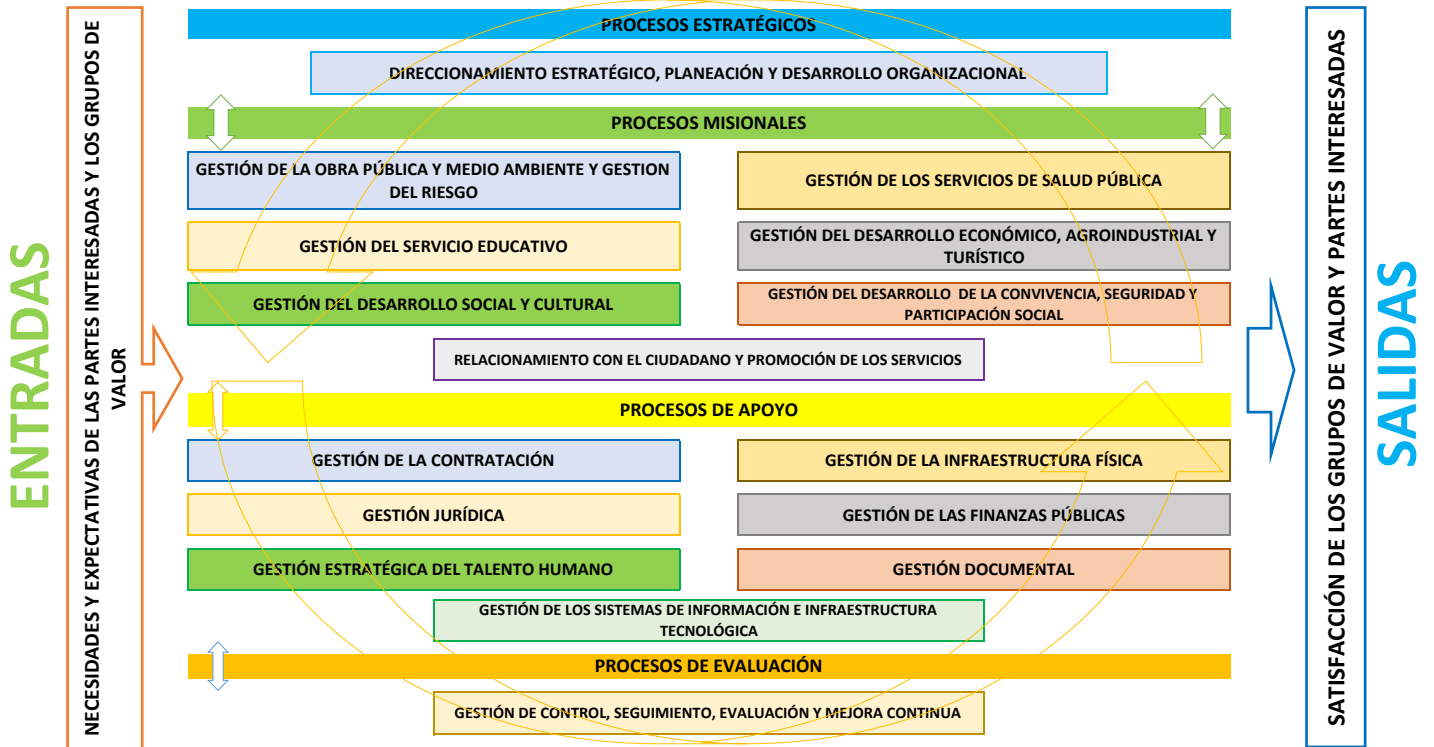 ENTRADAS
NECESIDADES Y EXPECTATIVAS DE LAS PARTES INTERESADAS Y LOS GRUPOS DE
VALOR
PROCESOS ESTRATÉGICOS
DIRECCIONAMIENTO ESTRATÉGICO, PLANEACIÓN Y DESARROLLO ORGANIZACIONAL
PROCESOS MISIONALES
GESTIÓN DE LA OBRA PÚBLICA Y MEDIO AMBIENTE Y GESTION
DEL RIESGO
GESTIÓN DE LOS SERVICIOS DE SALUD PÚBLICA
GESTIÓN DEL SERVICIO EDUCATIVO
GESTIÓN DEL DESARROLLO ECONÓMICO, AGROINDUSTRIAL Y
TURÍSTICO
GESTIÓN DEL DESARROLLO SOCIAL Y CULTURAL
GESTIÓN DEL DESARROLLO DE LA CONVIVENCIA, SEGURIDAD Y
PARTICIPACIÓN SOCIAL
RELACIONAMIENTO CON EL CIUDADANO Y PROMOCIÓN DE LOS SERVICIOS
PROCESOS DE APOYO
GESTIÓN DE LA CONTRATACIÓN
GESTIÓN DE LA INFRAESTRUCTURA FÍSICA
GESTIÓN JURÍDICA
GESTIÓN DE LAS FINANZAS PÚBLICAS
GESTIÓN ESTRATÉGICA DEL TALENTO HUMANO
GESTIÓN DOCUMENTAL
GESTIÓN DE LOS SISTEMAS DE INFORMACIÓN E INFRAESTRUCTURA
TECNOLÓGICA
PROCESOS DE EVALUACIÓN
GESTIÓN DE CONTROL, SEGUIMIENTO, EVALUACIÓN Y MEJORA CONTINUA
SATISFACCIÓN DE LOS GRUPOS DE VALOR Y PARTES INTERESADAS
SALIDAS